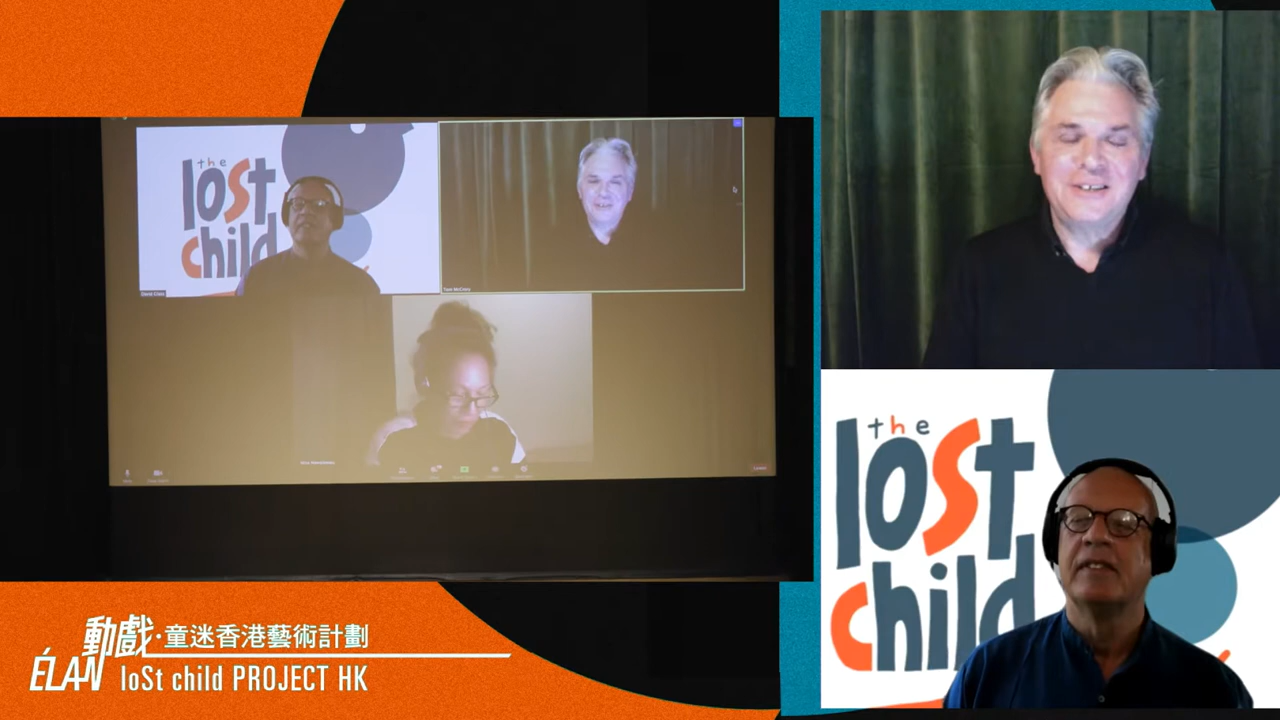 the
lost
child
the
lost
child
動戲・童迷香港藝術計劃
ÉLAN loSt child PROJECT HK